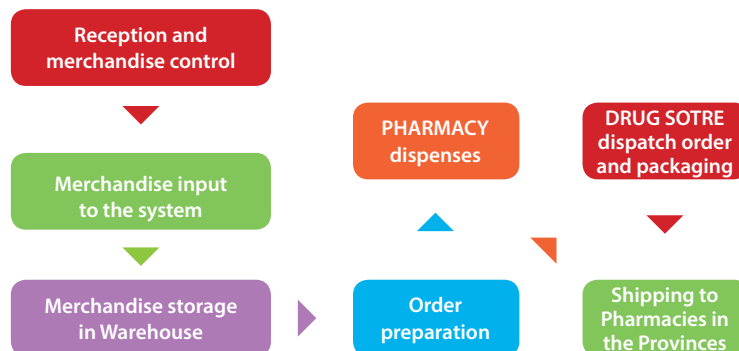 Reception and
merchandise control
Merchandise input
to the system
Merchandise storage
in Warehouse
Order
preparation
PHARMACY
dispenses
DRUG SOTRE
dispatch order
and packaging
Shipping to
Pharmacies in
the Provinces